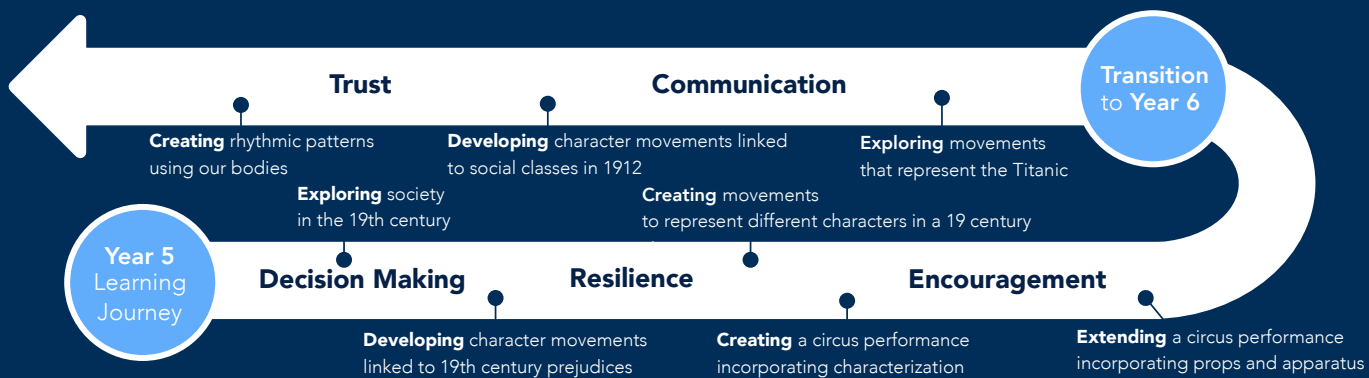 Trust
Communication
Transition
to Year 6
Creating rhythmic patterns
using our bodies
Developing character movements linked
to social classes in 1912
Exploring movements
that represent the Titanic
Exploring society
in the 19th century
Creating movements
to represent different characters in a 19 century
Year 5
Learning
Journey
Decision Making
Resilience
Encouragement
Developing character movements
linked to 19th century prejudices
Creating a circus performance
incorporating characterization
Extending a circus performance
incorporating props and apparatus